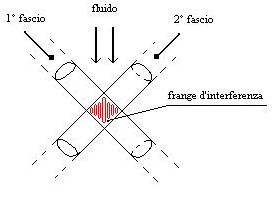 1° fascio
fluido
2° fascio
frange d'interferenza